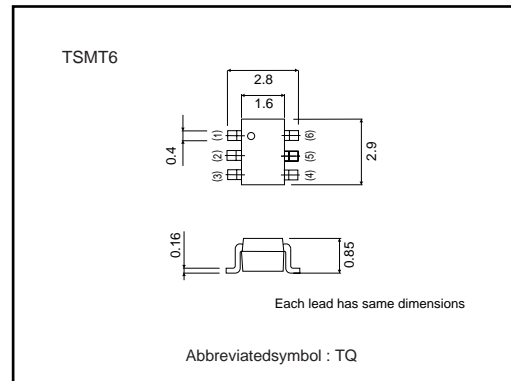 TSMT6
2.8
1.6
(1) (6)
0.4 (2) (5) 2.9
(3) (4)
0.16 0.85
Each lead has same dimensions
Abbreviatedsymbol : TQ